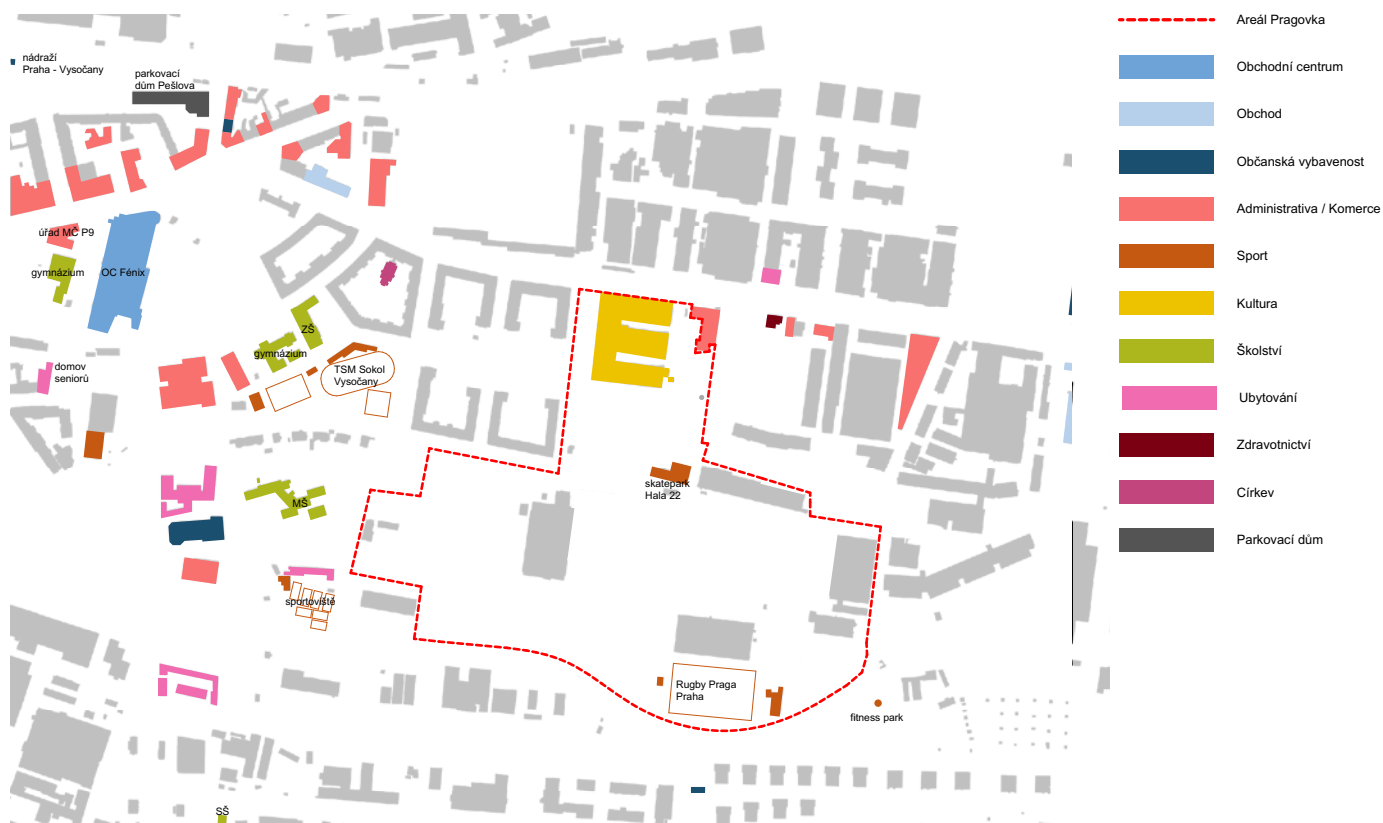 nádraží
Praha - Vysočany
parkovací
dům Pešlova
úřad MČ P9
gymnázium
OC Fénix
ZŠ
gymnázium
TSM Sokol
Vysočany
domov
seniorů
skatepark
Hala 22
MŠ
sportoviště
Rugby Praga
Praha
fitness park
SŠ
Areál Pragovka
Obchodní centrum
Obchod
Občanská vybavenost
Administrativa / Komerce
Sport
Kultura
Školství
Ubytování
Zdravotnictví
Církev
Parkovací dům